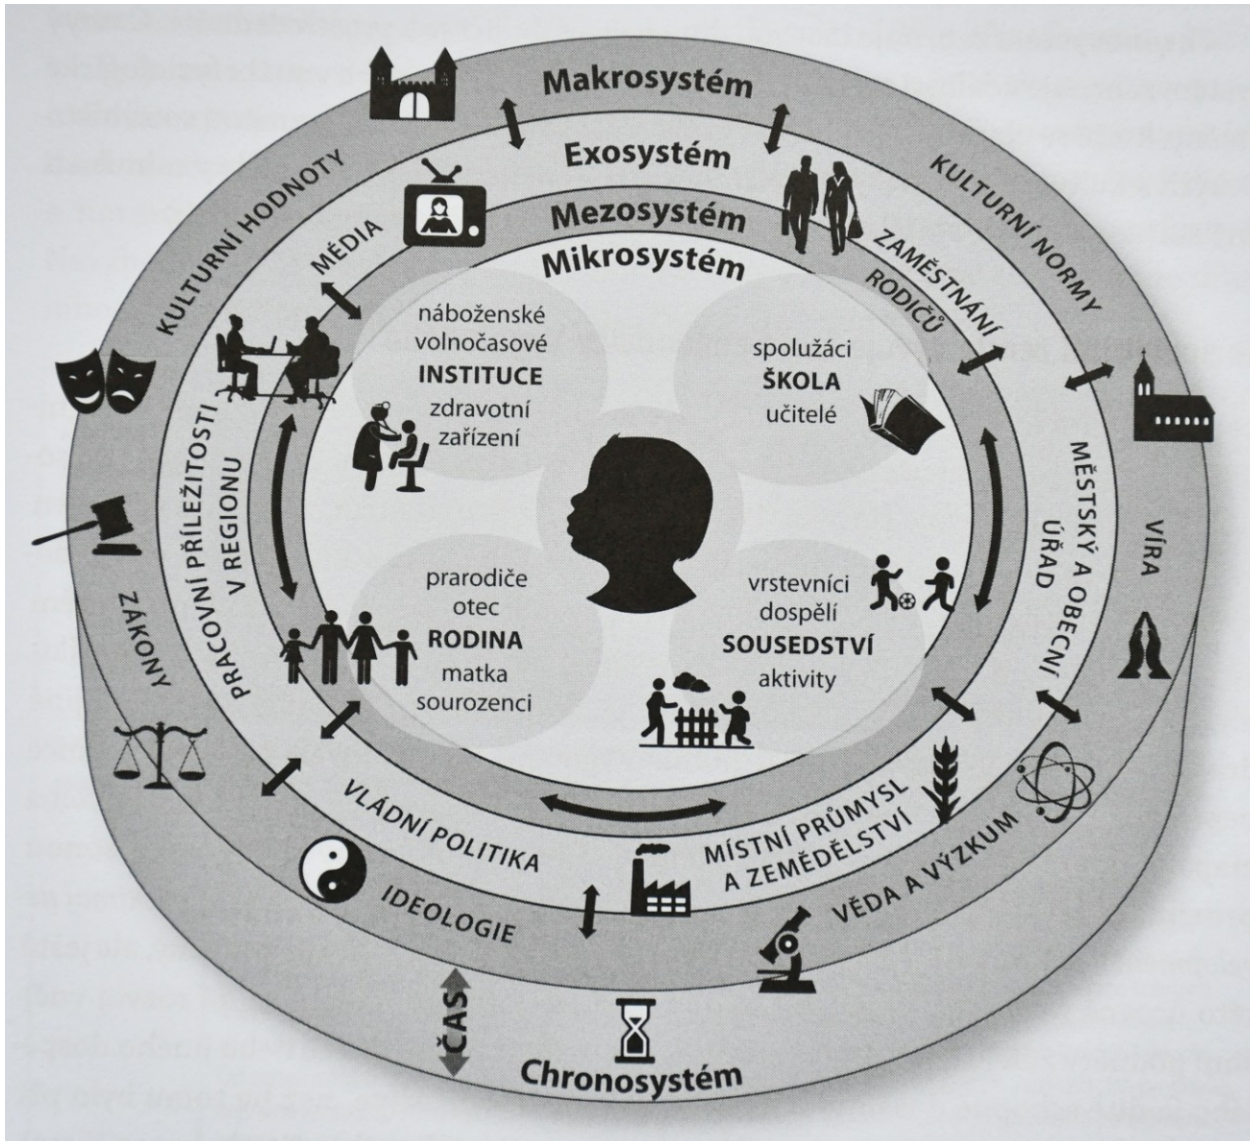 Makrosystém
Exosystém
Mezosystém
Mikrosystém
KULTURNÍ HODNOTY
KULTURNÍ NORMY
MÉDIA
ZAMĚSTNÁNÍ
RODIČŮ
náboženské
volnočasové
INSTITUCE
zdravotní
zařízení
spolužáci
ŠKOLA
učitelé
PRACOVNÍ PŘÍLEŽITOSTI
V REGIONU
MĚSTSKÝ A OBECNÍ
ÚŘAD
VÍRA
ZÁKONY
prarodiče
otec
RODINA
matka
sourozenci
vrstevníci
dospělí
SOUSEDSTVÍ
aktivity
VLÁDNÍ POLITIKA
MÍSTNÍ PRŮMYSL
A ZEMĚDĚLSTVÍ
IDEOLOGIE
VĚDA A VÝZKUM
ČAS
Chronosystém